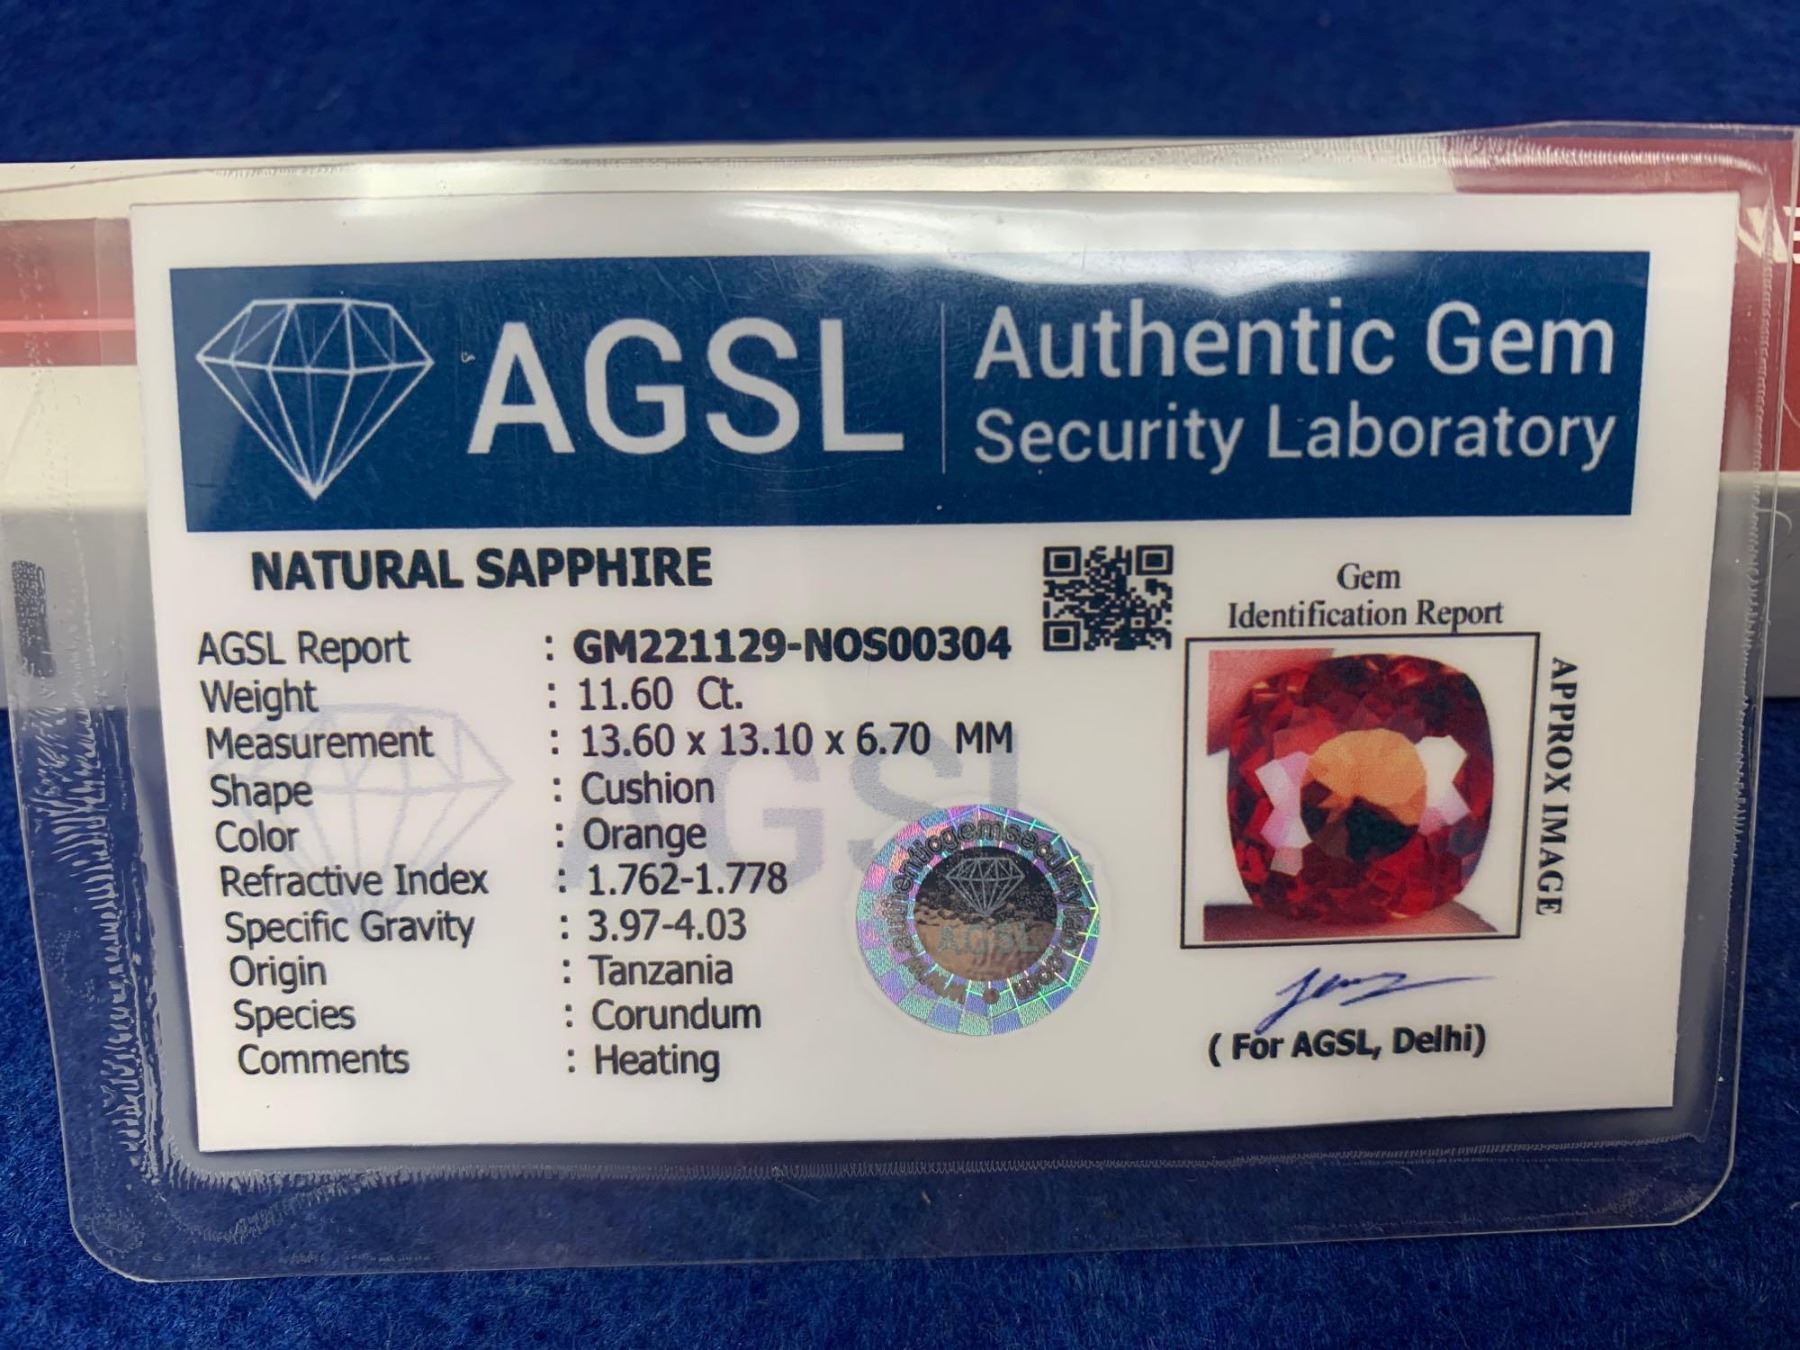 AGSL
Authentic Gem
Security Laboratory
NATURAL SAPPHIRE
AGSL Report : GM221129-NOS00304
Weight : 11.60 Ct.
Measurement : 13.60 x 13.10 x 6.70 MM
Shape : Cushion
Color : Orange
Refractive Index : 1.762-1.778
Specific Gravity : 3.97-4.03
Origin : Tanzania
Species : Corundum
Comments : Heating
Gem
Identification Report
APPROX IMAGE
( For AGSL, Delhi)
AGSL
AGSL